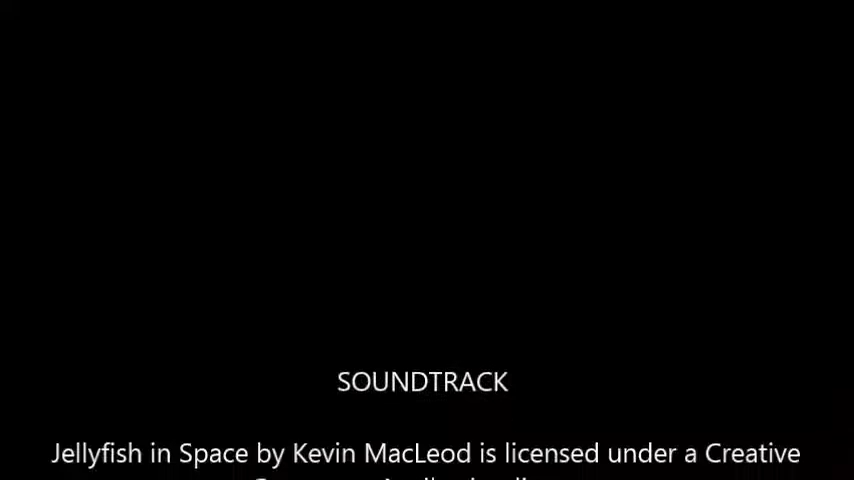 SOUNDTRACK
Jellyfish in Space by Kevin MacLeod is licensed under a Creative